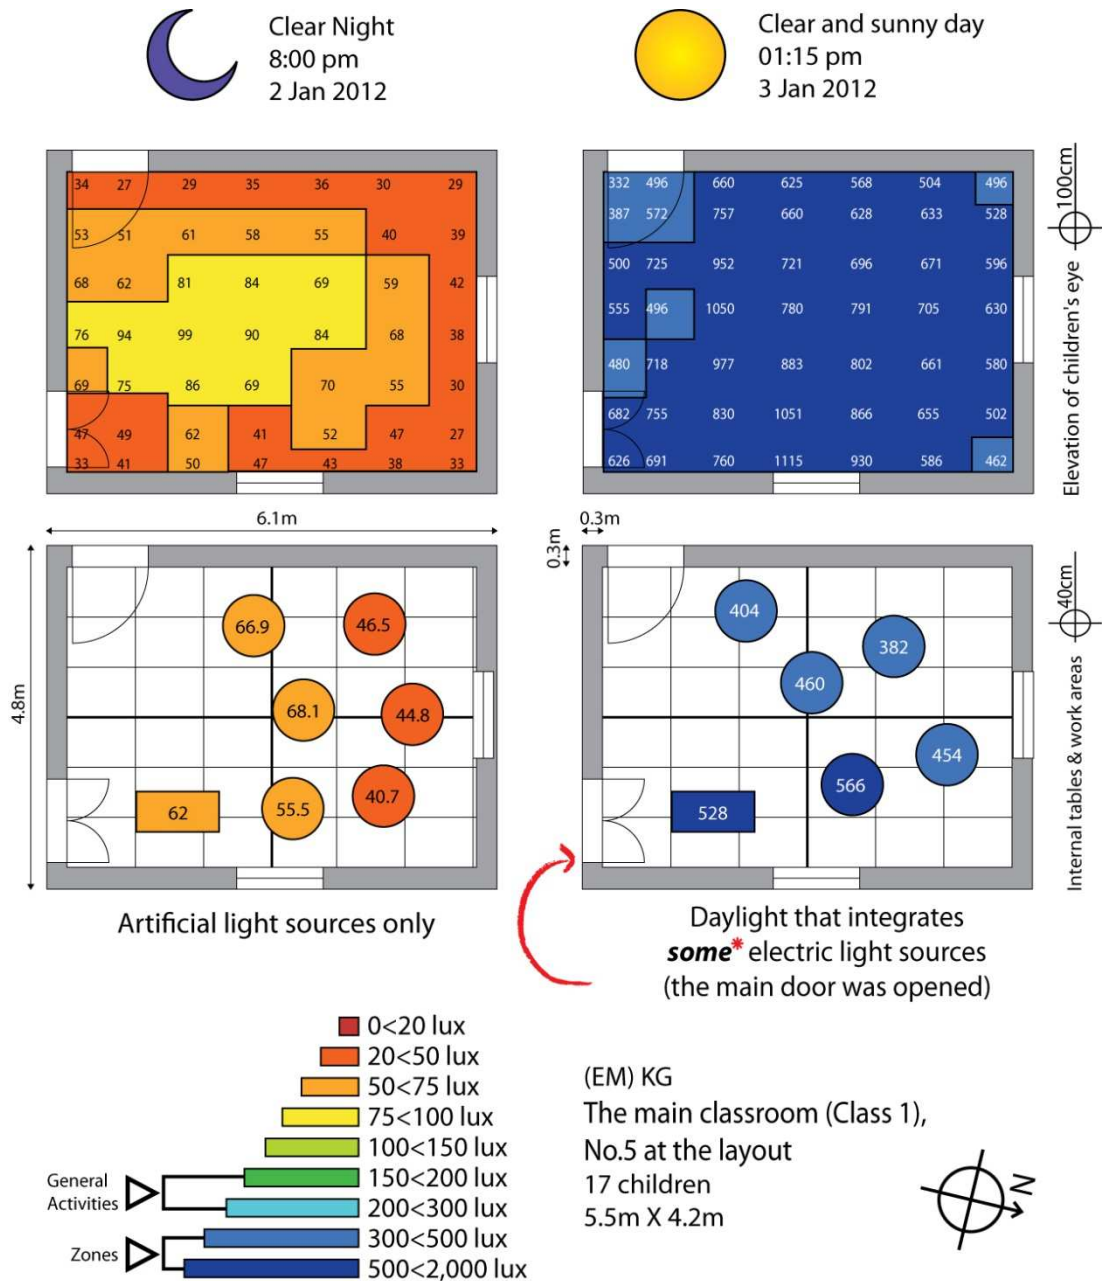 Clear Night
8:00 pm
2 Jan 2012
Clear and sunny day
01:15 pm
3 Jan 2012
34 27 29 35 36 30 29
53 51 61 58 55 40 39
68 62 81 84 69 59 42
76 94 99 90 84 68 38
69 75 86 69 70 55 30
47 49 62 41 52 47 27
33 41 50 47 43 38 33
332 496 660 625 568 504 496
387 572 757 660 628 633 528
500 725 952 721 696 671 596
555 496 1050 780 791 705 630
480 718 977 883 802 661 580
682 755 830 1051 866 655 502
626 691 760 1115 930 586 462
100cm
Elevation of children's eye
6.1m
0.3m
0.3m
4.8m
66.9 46.5
68.1 44.8
62 55.5 40.7
404
382
460
454
566
528
40cm
Internal tables & work areas
Artificial light sources only
Daylight that integrates
some* electric light sources
(the main door was opened)
0<20 lux
20<50 lux
50<75 lux
75<100 lux
100<150 lux
150<200 lux
200<300 lux
300<500 lux
500<2,000 lux
General
Activities
Zones
(EM) KG
The main classroom (Class 1),
No.5 at the layout
17 children
5.5m X 4.2m
N